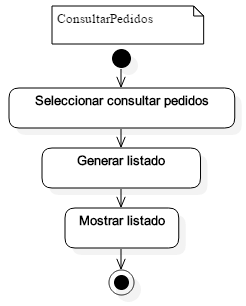 ConsultarPedidos
Seleccionar consultar pedidos
Generar listado
Mostrar listado